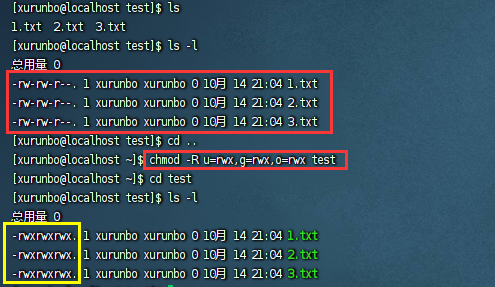 [xurunbo@localhost test]$ ls
1.txt  2.txt  3.txt
[xurunbo@localhost test]$ ls -l
总用量 0
-rw-rw-r--. 1 xurunbo xurunbo 0 10月 14 21:04 1.txt
-rw-rw-r--. 1 xurunbo xurunbo 0 10月 14 21:04 2.txt
-rw-rw-r--. 1 xurunbo xurunbo 0 10月 14 21:04 3.txt
[xurunbo@localhost test]$ cd ..
[xurunbo@localhost ~]$ chmod -R u=rwx,g=rwx,o=rwx test
[xurunbo@localhost ~]$ cd test
[xurunbo@localhost test]$ ls -l
总用量 0
-rwxrwxrwx. 1 xurunbo xurunbo 0 10月 14 21:04 1.txt
-rwxrwxrwx. 1 xurunbo xurunbo 0 10月 14 21:04 2.txt
-rwxrwxrwx. 1 xurunbo xurunbo 0 10月 14 21:04 3.txt